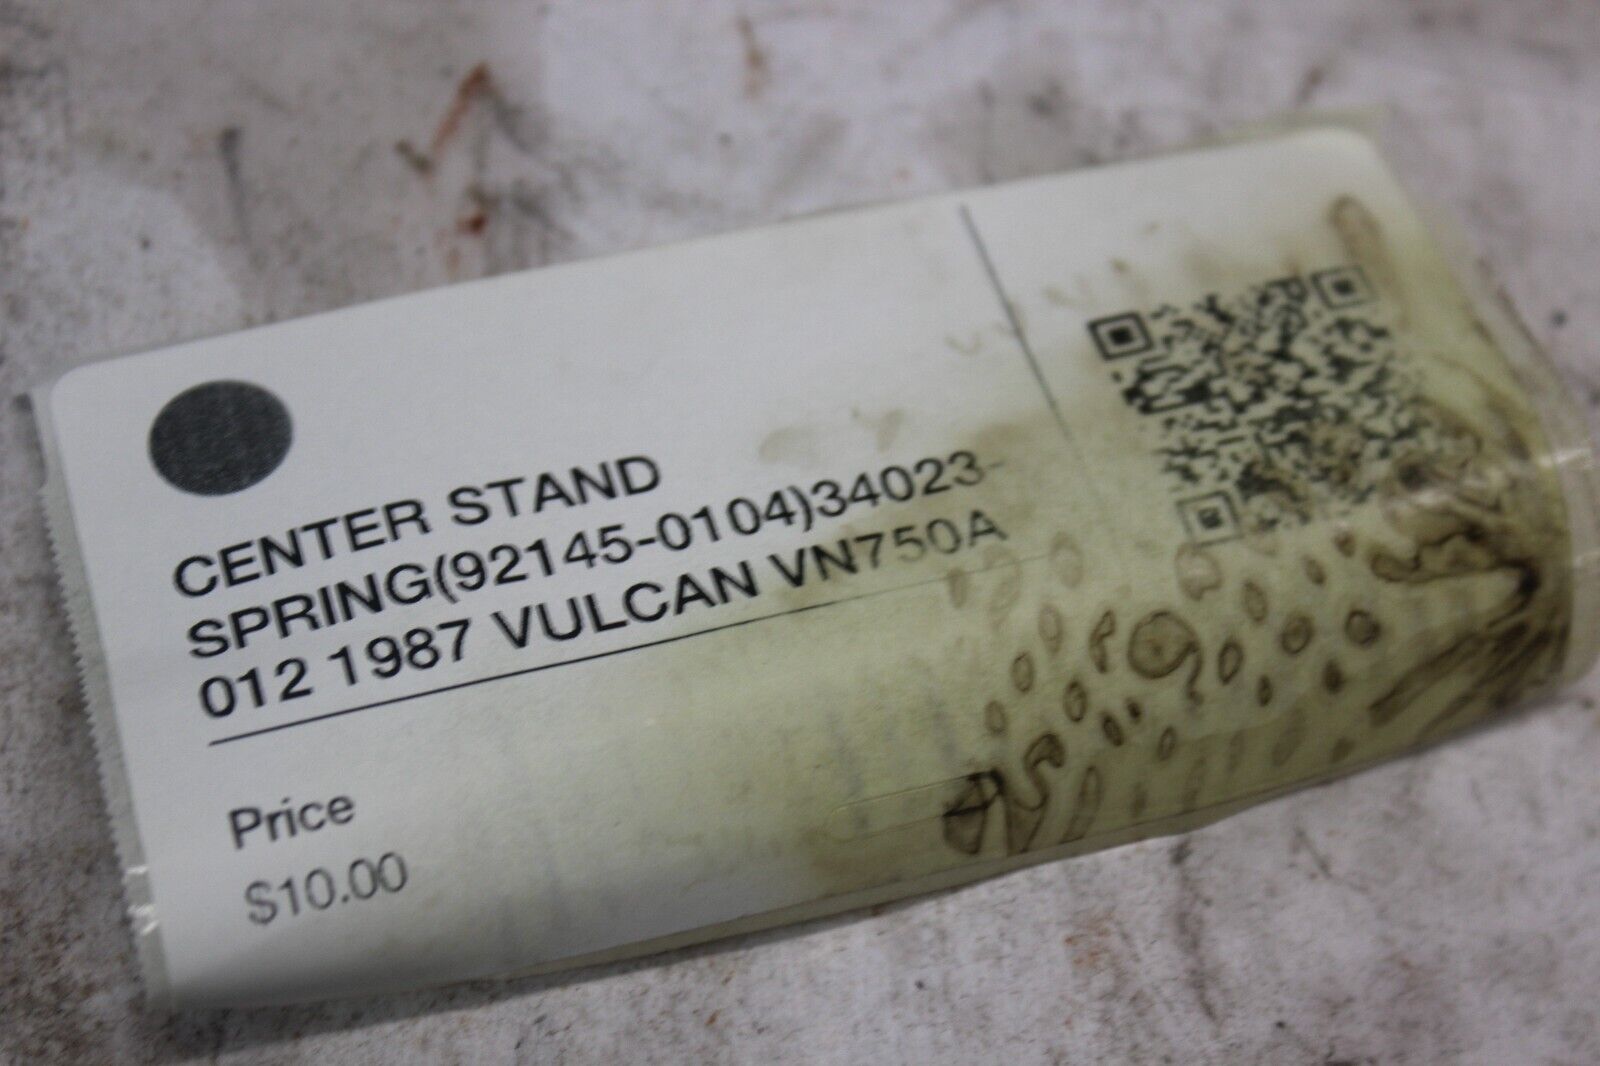 CENTER STAND
SPRING(92145-0104)34023-
012 1987 VULCAN VN750A
Price
$10.00